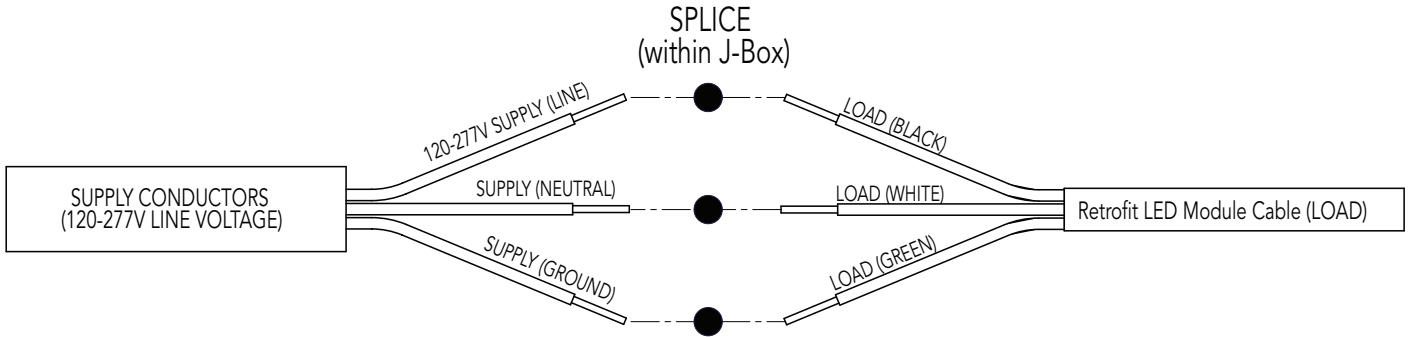 SPLICE
(within J-Box)
120-277V SUPPLY (LINE)
LOAD (BLACK)
SUPPLY CONDUCTORS
(120-277V LINE VOLTAGE)
SUPPLY (NEUTRAL)
LOAD (WHITE)
Retrofit LED Module Cable (LOAD)
SUPPLY (GROUND)
LOAD (GREEN)